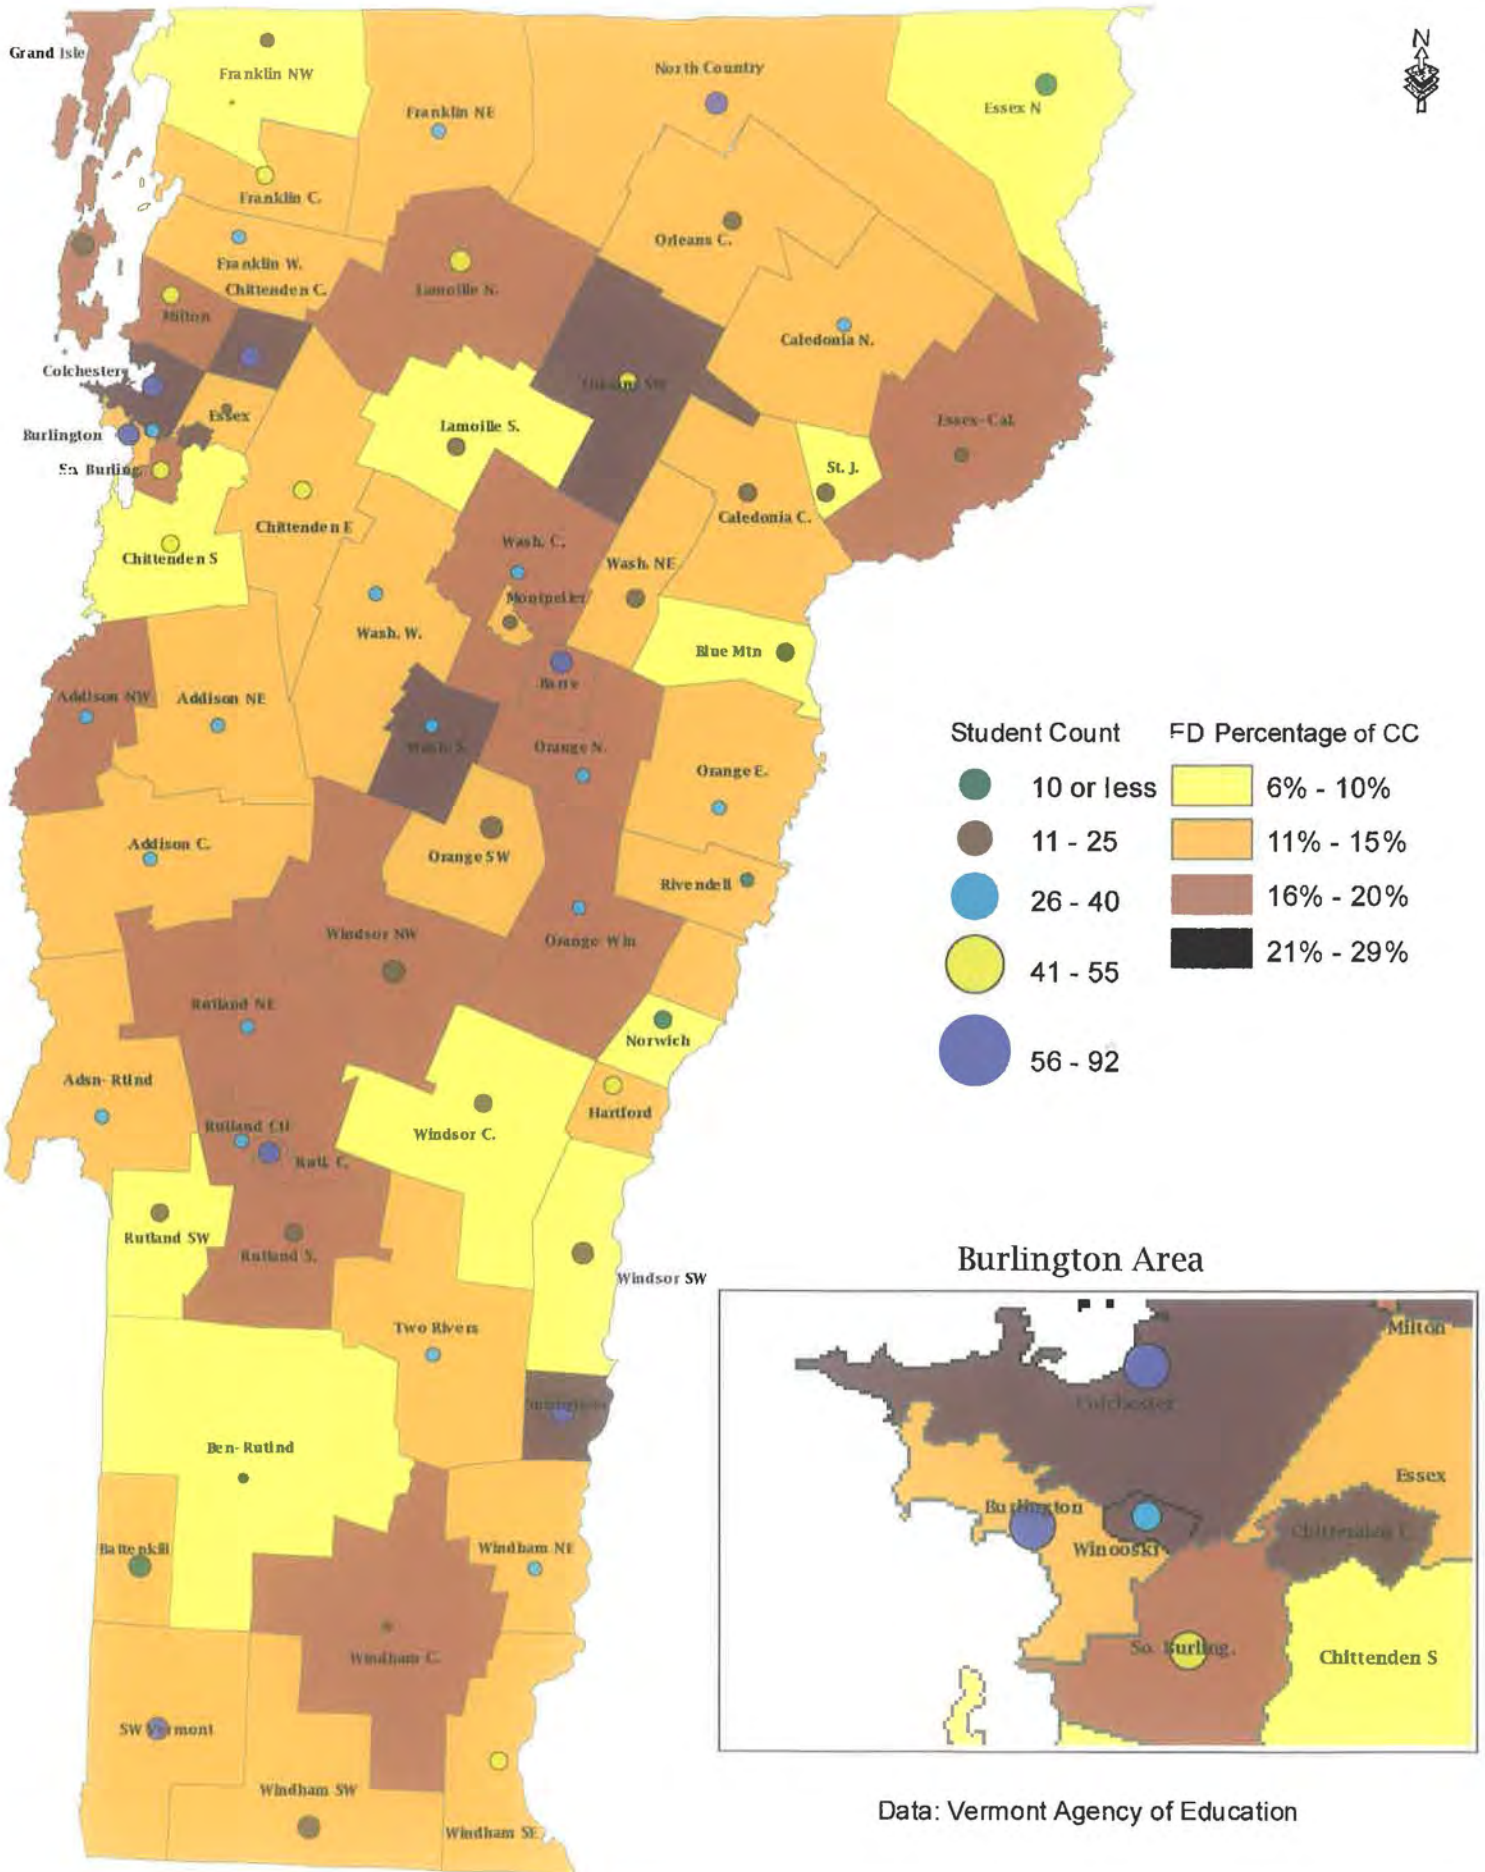 N
Grand Isle
Franklin NW
North Country
Essex N
Franklin NE
Franklin C.
Orleans C.
Franklin W.
Chittenden C.
Lamoille N.
Milton
Caledonia N.
Colchester
Orleans SW
Essex
Essex-Cal.
Burlington
Lamoille S.
So. Burling.
St. J.
Chittenden E
Caledonia C.
Chittenden S
Wash. C.
Wash. NE
Montpelier
Wash. W.
Blue Mtn
Barre
Addison NW
Addison NE
Wash. S.
Orange N.
Orange E.
Student Count
10 or less
11 - 25
26 - 40
41 - 55
56 - 92
ED Percentage of CC
6% - 10%
11% - 15%
16% - 20%
21% - 29%
Addison C.
Orange SW
Rivendell
Windsor NW
Orange Win
Rutland NE
Norwich
Adsn-Rtlnd
Hartford
Rutland Ctl
Windsor C.
Rutl. C.
Rutland SW
Rutland S.
Windsor SW
Two Rivers
Ben-Rutlnd
Battenkill
Windham NE
Windham C.
SW Vermont
Windham SW
Windham SE
Burlington Area
Milton
Colchester
Essex
Burlington
Chittenden C
Winooski
So. Burling.
Chittenden S
Data: Vermont Agency of Education